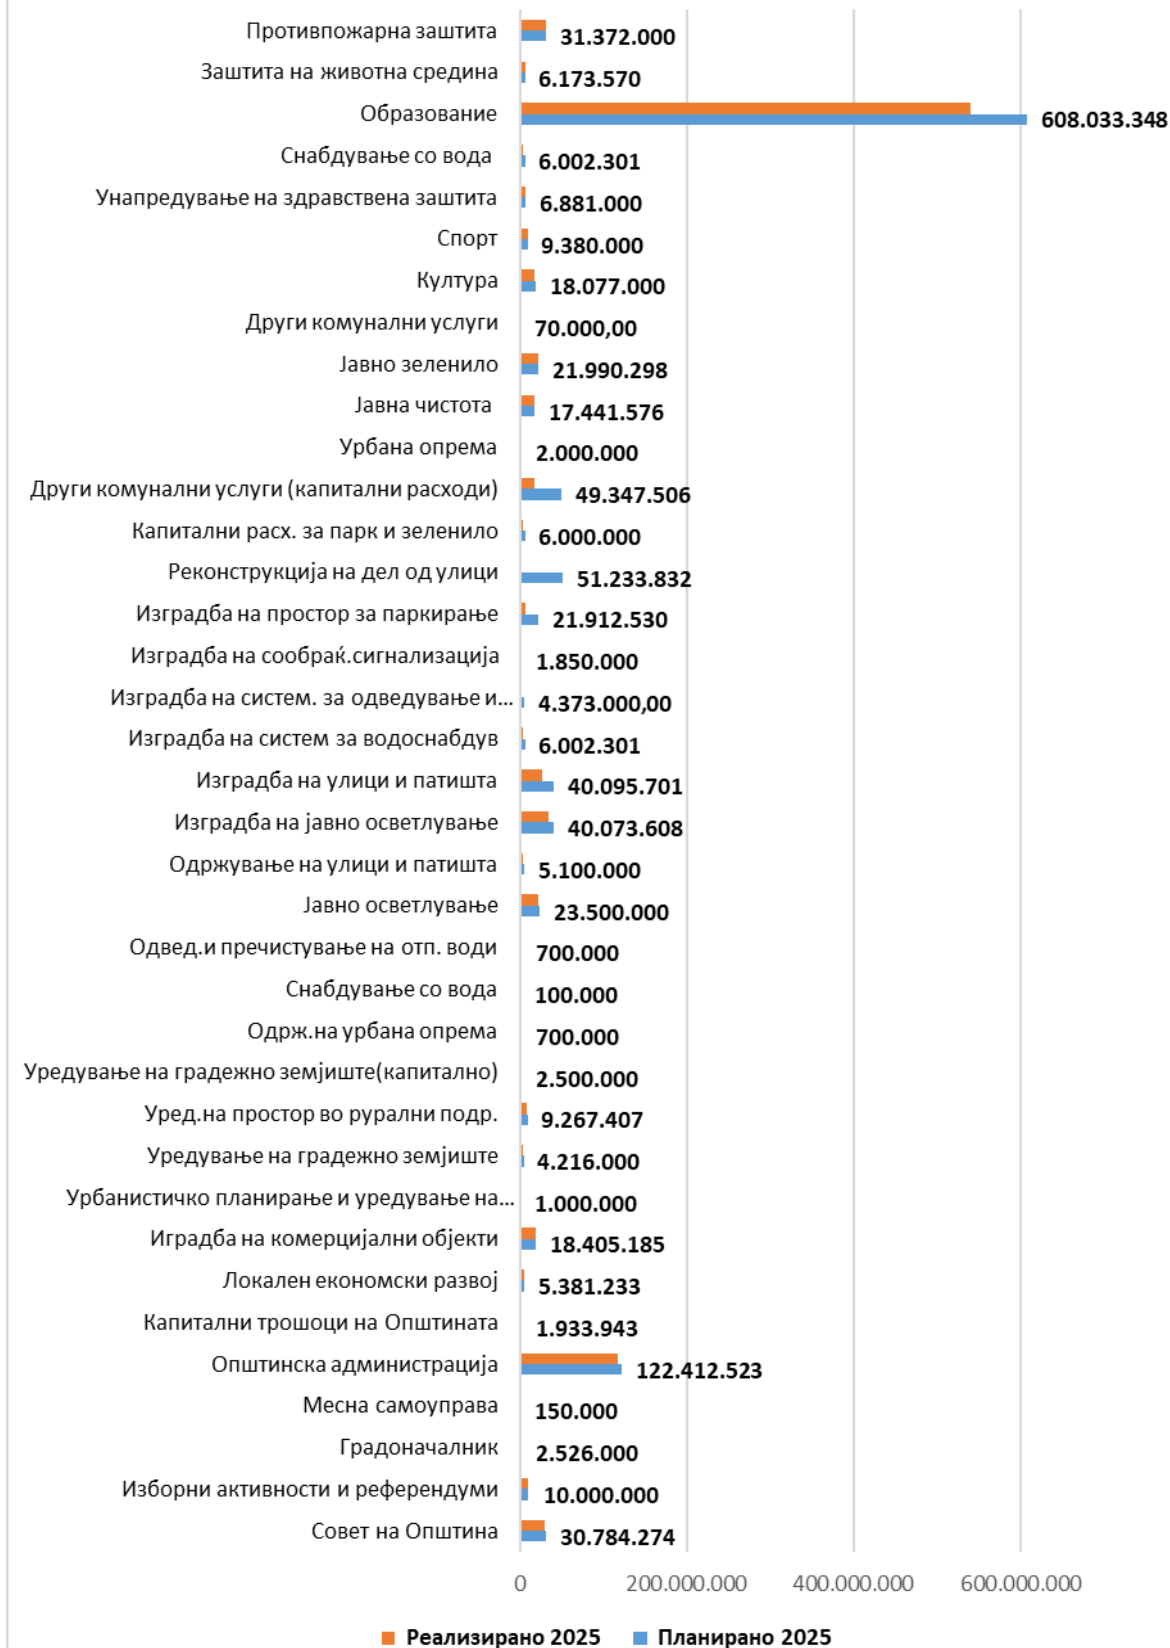 Противпожарна заштита 31.372.000
Заштита на животна средина 6.173.570
Образование 608.033.348
Снабдување со вода 6.002.301
Унапредување на здравствена заштита 6.881.000
Спорт 9.380.000
Култура 18.077.000
Други комунални услуги 70.000,00
Јавно зеленило 21.990.298
Јавна чистота 17.441.576
Урбана опрема 2.000.000
Други комунални услуги (капитални расходи) 49.347.506
Капитални расх. за парк и зеленило 6.000.000
Реконструкција на дел од улици 51.233.832
Изградба на простор за паркирање 21.912.530
Изградба на сообраќ.сигнализација 1.850.000
Изградба на систем. за одведување и... 4.373.000,00
Изградба на систем за водоснабдув 6.002.301
Изградба на улици и патишта 40.095.701
Изградба на јавно осветлување 40.073.608
Одржување на улици и патишта 5.100.000
Јавно осветлување 23.500.000
Одвед.и пречистување на отп. води 700.000
Снабдување со вода 100.000
Одрж.на урбана опрема 700.000
Уредување на градежно земјиште(капитално) 2.500.000
Уред.на простор во рурални подр. 9.267.407
Уредување на градежно земјиште 4.216.000
Урбанистичко планирање и уредување на... 1.000.000
Иградба на комерцијални објекти 18.405.185
Локален економски развој 5.381.233
Капитални трошоци на Општината 1.933.943
Општинска администрација 122.412.523
Месна самоуправа 150.000
Градоначалник 2.526.000
Изборни активности и референдуми 10.000.000
Совет на Општина 30.784.274
0 200.000.000 400.000.000 600.000.000
Реализирано 2025 Планирано 2025